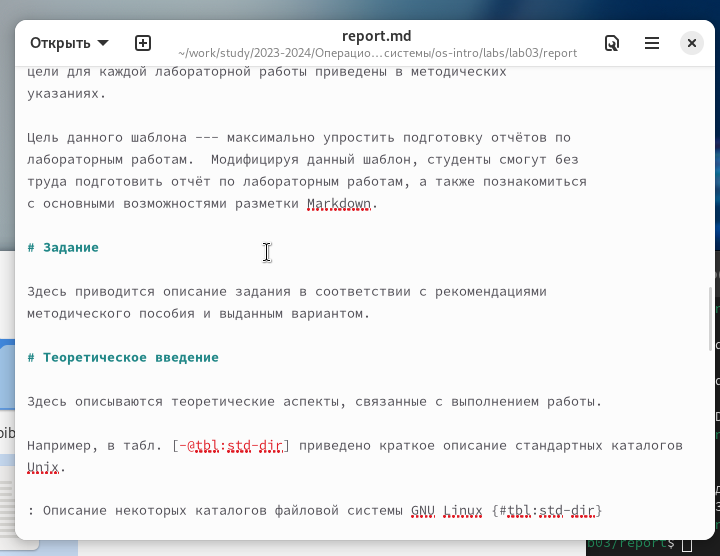 Открыть
report.md
~/work/study/2023-2024/Операцио…системы/os-intro/labs/lab03/report
цели для каждой лабораторной работы приведены в методических
указаниях.
Цель данного шаблона --- максимально упростить подготовку отчётов по
лабораторным работам.  Модифицируя данный шаблон, студенты смогут без
труда подготовить отчёт по лабораторным работам, а также познакомиться
с основными возможностями разметки Markdown.
# Задание
Здесь приводится описание задания в соответствии с рекомендациями
методического пособия и выданным вариантом.
# Теоретическое введение
Здесь описываются теоретические аспекты, связанные с выполнением работы.
Например, в табл. [-@tbl:std-dir] приведено краткое описание стандартных каталогов
Unix.
: Описание некоторых каталогов файловой системы GNU Linux {#tbl:std-dir}
b03/report$